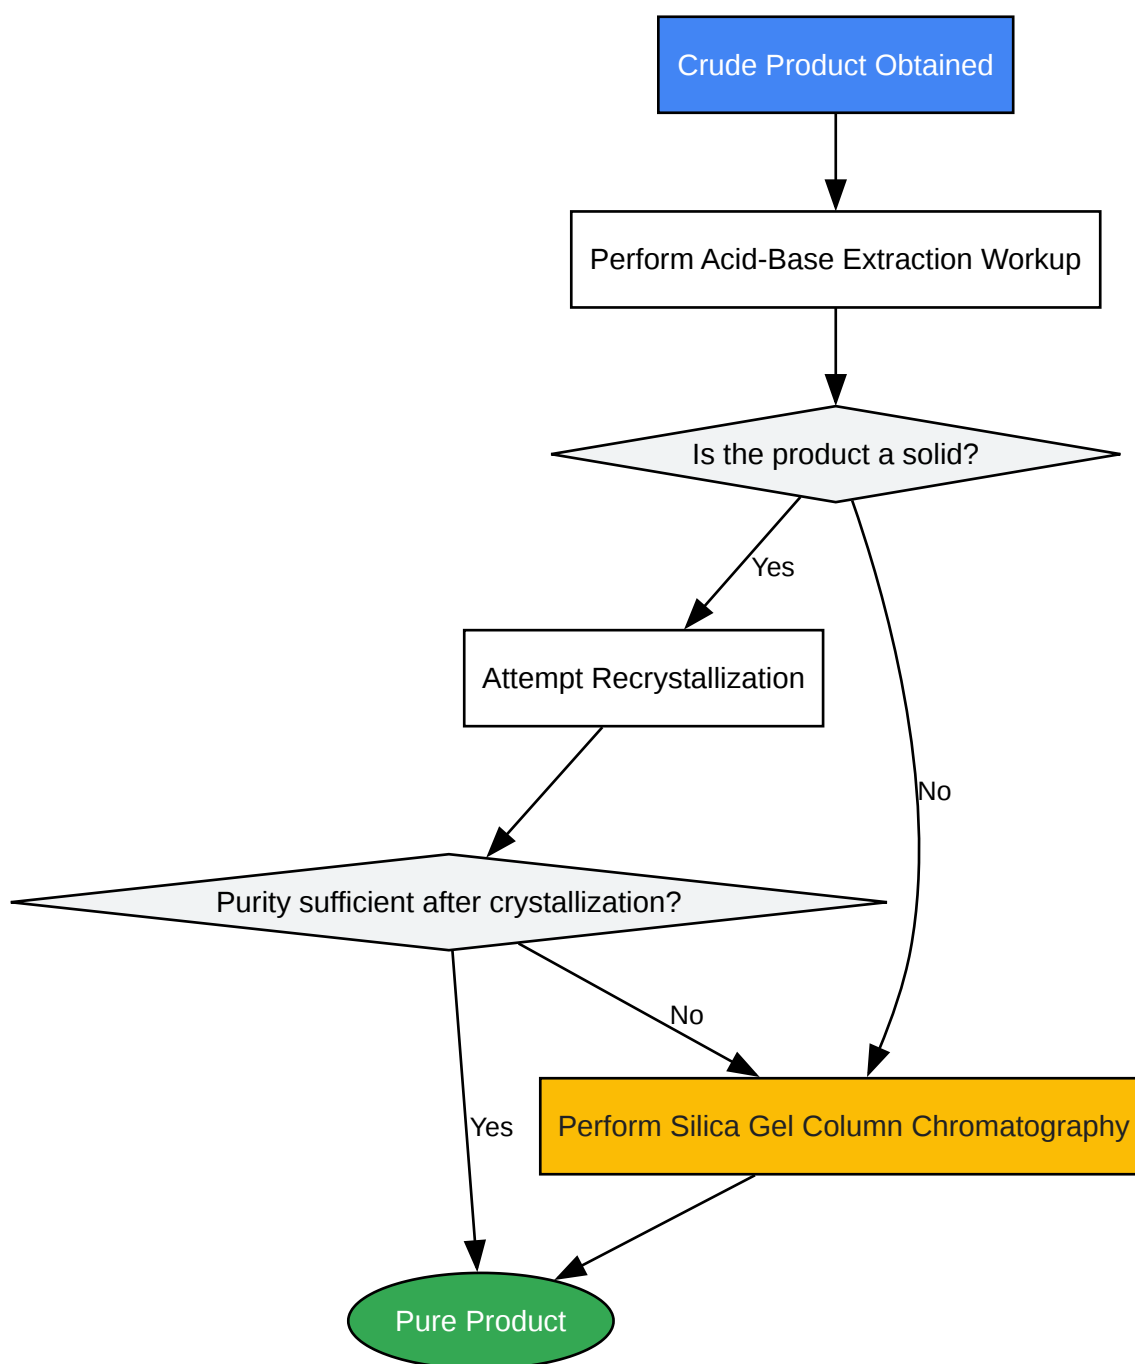 Crude Product Obtained
Perform Acid-Base Extraction Workup
Is the product a solid?
Yes
Attempt Recrystallization
No
Purity sufficient after crystallization?
No
Yes
Perform Silica Gel Column Chromatography
Pure Product